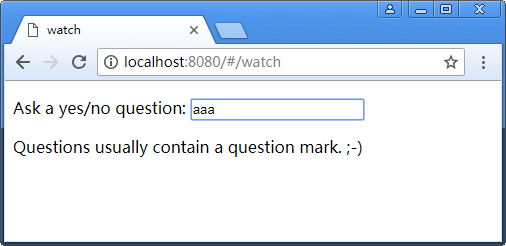 watch
localhost:8080/#/watch
Ask a yes/no question: aaa
Questions usually contain a question mark. ;-)